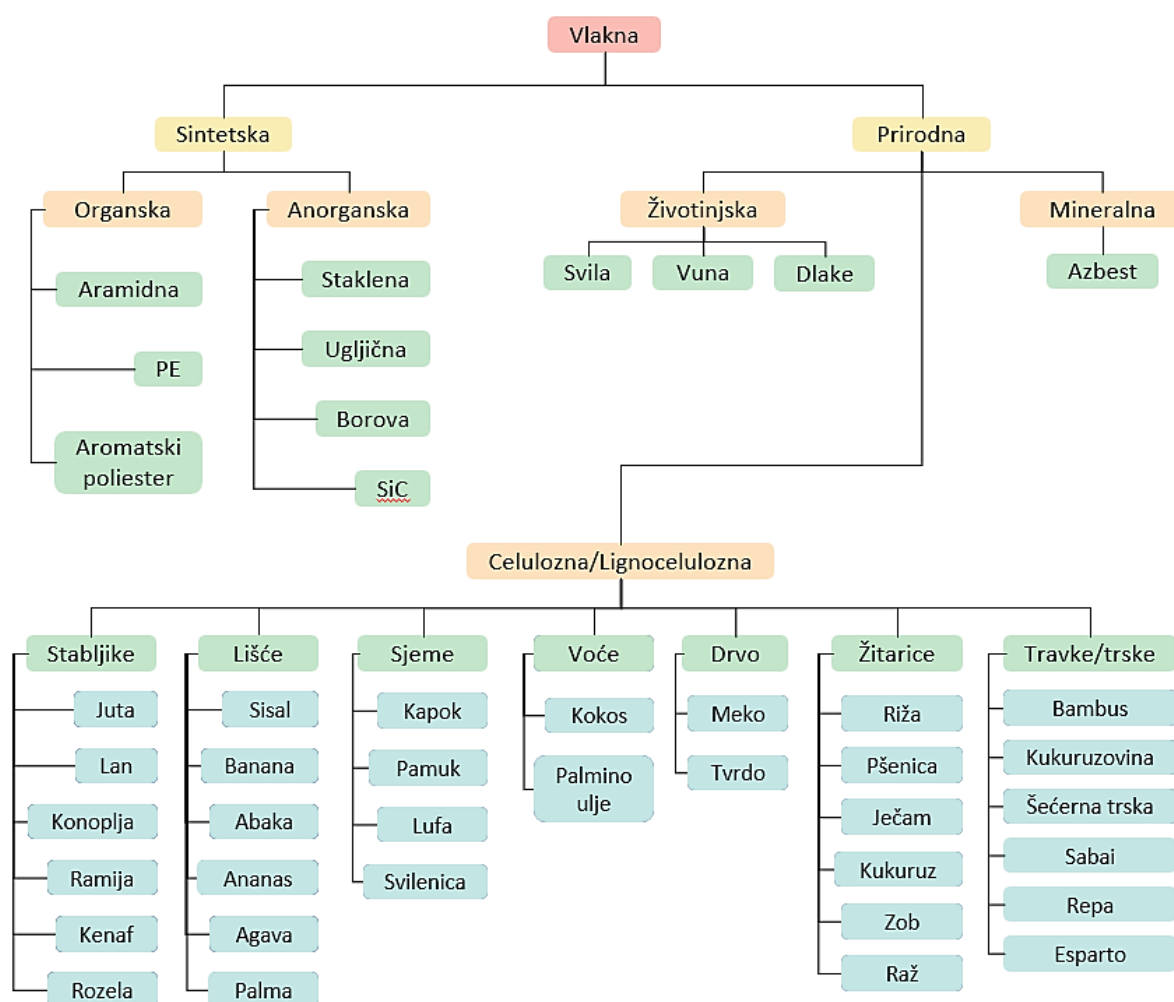 Vlakna
Sintetska
Prirodna
Organska
Anorganska
Životinjska
Mineralna
Aramidna
PE
Aromatski
poliester
Staklena
Ugljična
Borova
SiC
Svila
Vuna
Dlake
Azbest
Celulozna/Lignocelulozna
Stabljike
Juta
Lan
Konoplja
Ramija
Kenaf
Rozela
Lišće
Sisal
Banana
Abaka
Ananas
Agava
Palma
Sjeme
Kapok
Pamuk
Lufa
Svilenica
Voće
Kokos
Palmino
ulje
Drvo
Meko
Tvrdo
Žitarice
Riža
Pšenica
Ječam
Kukuruz
Zob
Raž
Travke/trske
Bambus
Kukuruzovina
Šećerna trska
Sabai
Repa
Esparto